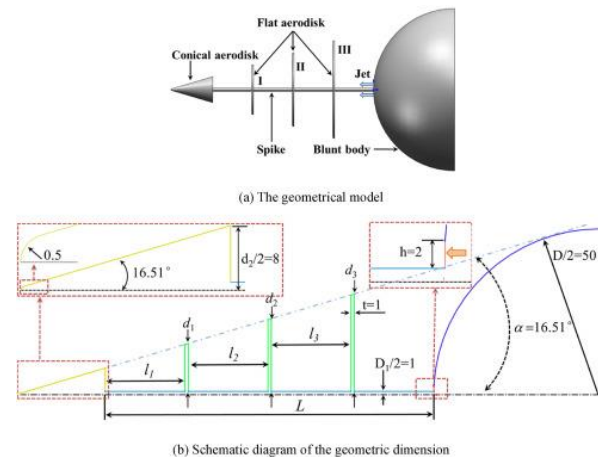 Flat aerodisk
Conical aerodisk
III
II
I
Jet
Spike
Blunt body
(a) The geometrical model
0.5
16.51°
d₂/2=8
h=2
D/2=50
d₃
d₂
d₁
t=1
α=16.51°
l₁
l₂
l₃
D₁/2=1
L
(b) Schematic diagram of the geometric dimension